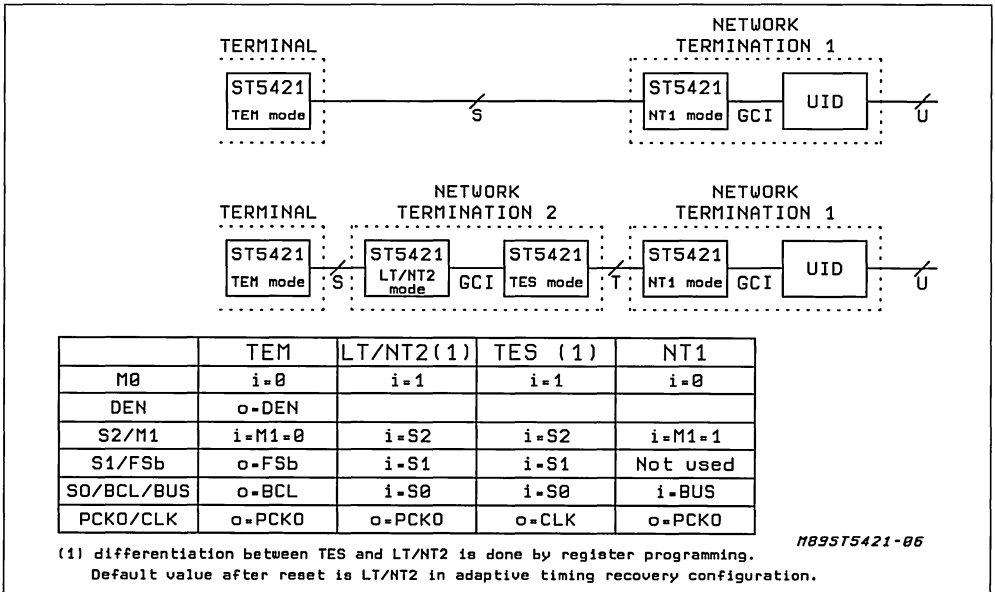 NETWORK
TERMINAL TERMINATION 1
ST5421 ST5421 UID
TEM mode NT1 mode GCI
S U
NETWORK NETWORK
TERMINAL TERMINATION 2 TERMINATION 1
ST5421 ST5421 ST5421 ST5421 UID
TEM mode S LT/NT2 mode GCI TES mode T NT1 mode GCI U
TEM LT/NT2(1) TES (1) NT1
M0 i=0 i=1 i=1 i=0
DEN o=DEN
S2/M1 i=M1=0 i=S2 i=S2 i=M1=1
S1/FSb o=FSb i=S1 i=S1 Not used
S0/BCL/BUS o=BCL i=S0 i=S0 i=BUS
PCKO/CLK o=PCKO o=PCKO o=CLK o=PCKO
M89ST5421-06
(1) differentiation between TES and LT/NT2 is done by register programming.
Default value after reset is LT/NT2 in adaptive timing recovery configuration.